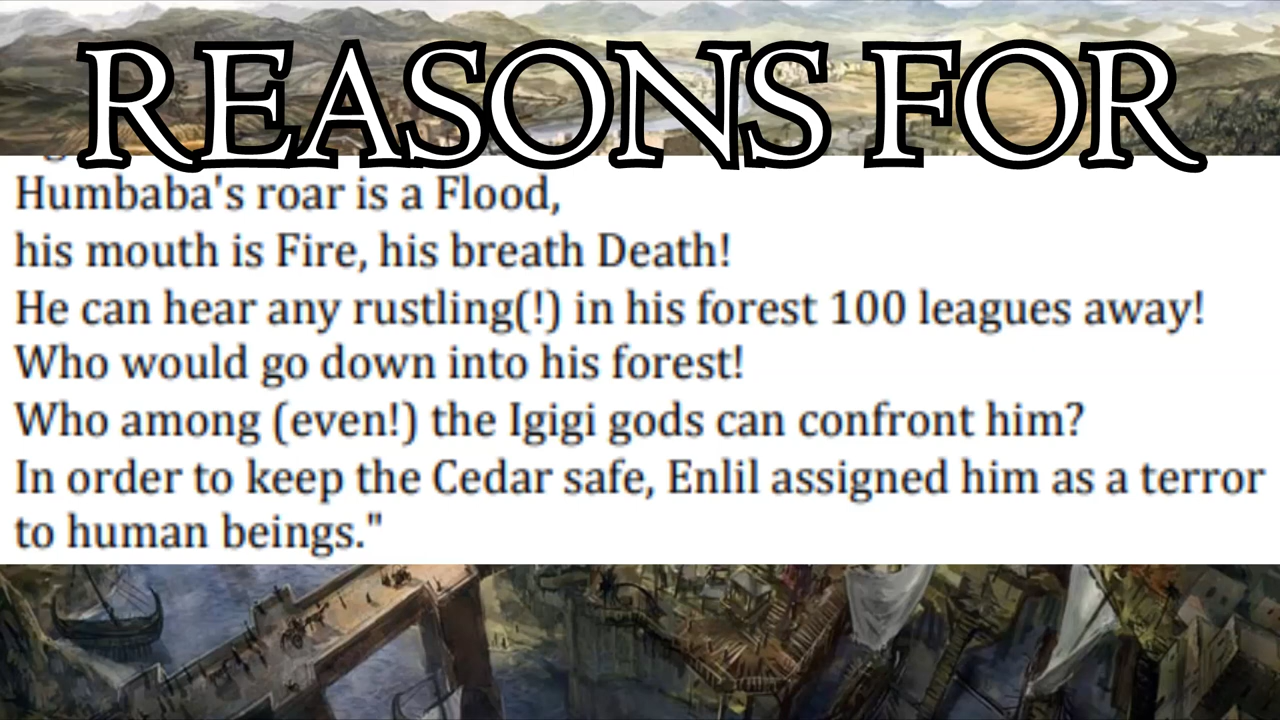 REASONS FOR
Humbaba's roar is a Flood,
his mouth is Fire, his breath Death!
He can hear any rustling(!) in his forest 100 leagues away!
Who would go down into his forest!
Who among (even!) the Igigi gods can confront him?
In order to keep the Cedar safe, Enlil assigned him as a terror
to human beings."